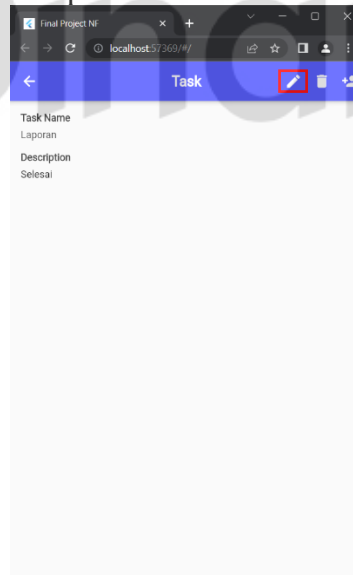 Final Project NF
localhost:57369/#/
Task
Task Name
Laporan
Description
Selesai